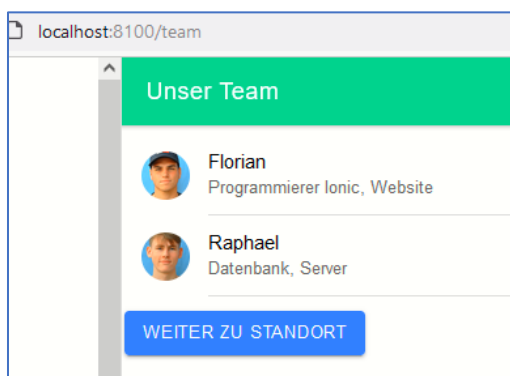 localhost:8100/team
Unser Team
Florian
Programmierer Ionic, Website
Raphael
Datenbank, Server
WEITER ZU STANDORT